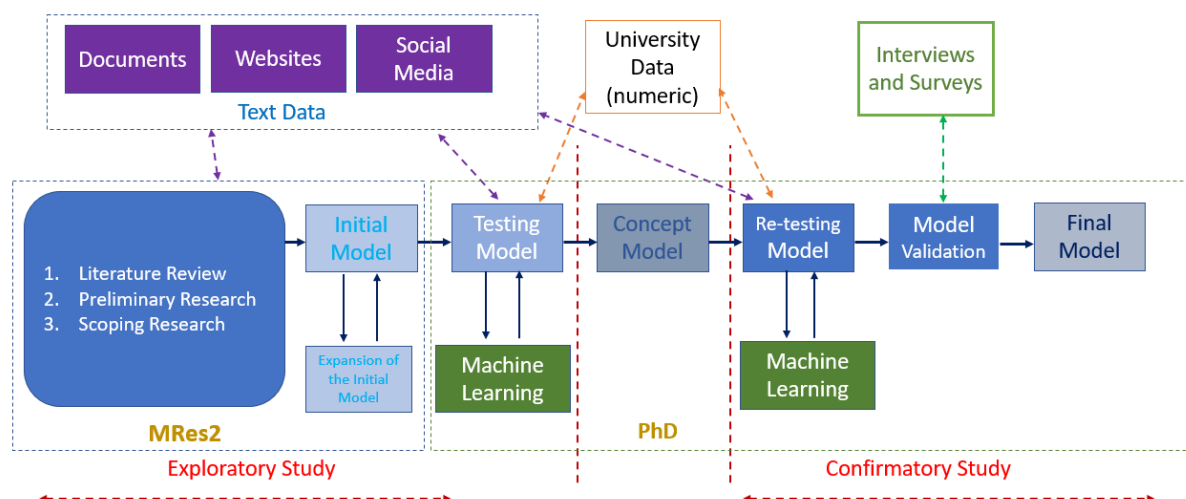 Documents
Websites
Social
Media
Text Data
University
Data
(numeric)
Interviews
and Surveys
1. Literature Review
2. Preliminary Research
3. Scoping Research
Initial
Model
Expansion of
the Initial
Model
MRes2
Testing
Model
Machine
Learning
Concept
Model
PhD
Re-testing
Model
Machine
Learning
Model
Validation
Final
Model
Exploratory Study
Confirmatory Study